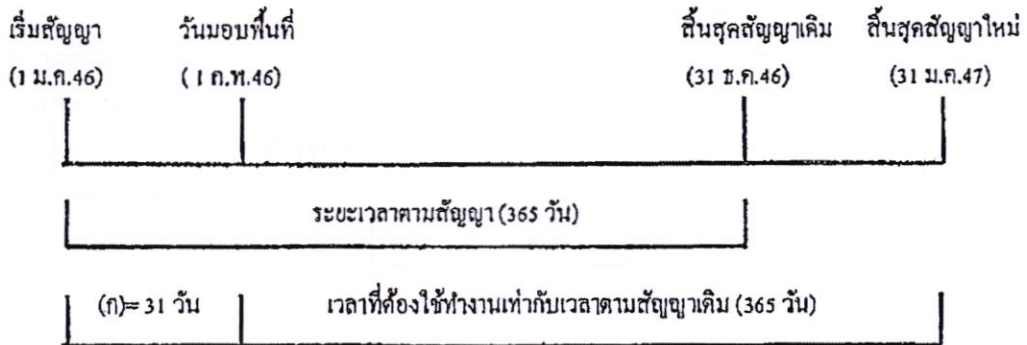 เริ่มสัญญา วันมอบพื้นที่ สิ้นสุดสัญญาเดิม สิ้นสุดสัญญาใหม่
(1 ม.ค.46) ( 1 ก.พ.46) (31 ธ.ค.46) (31 ม.ค.47)
ระยะเวลาตามสัญญา (365 วัน)
(ก)= 31 วัน เวลาที่ต้องใช้ทำงานเท่ากับเวลาตามสัญญาเดิม (365 วัน)